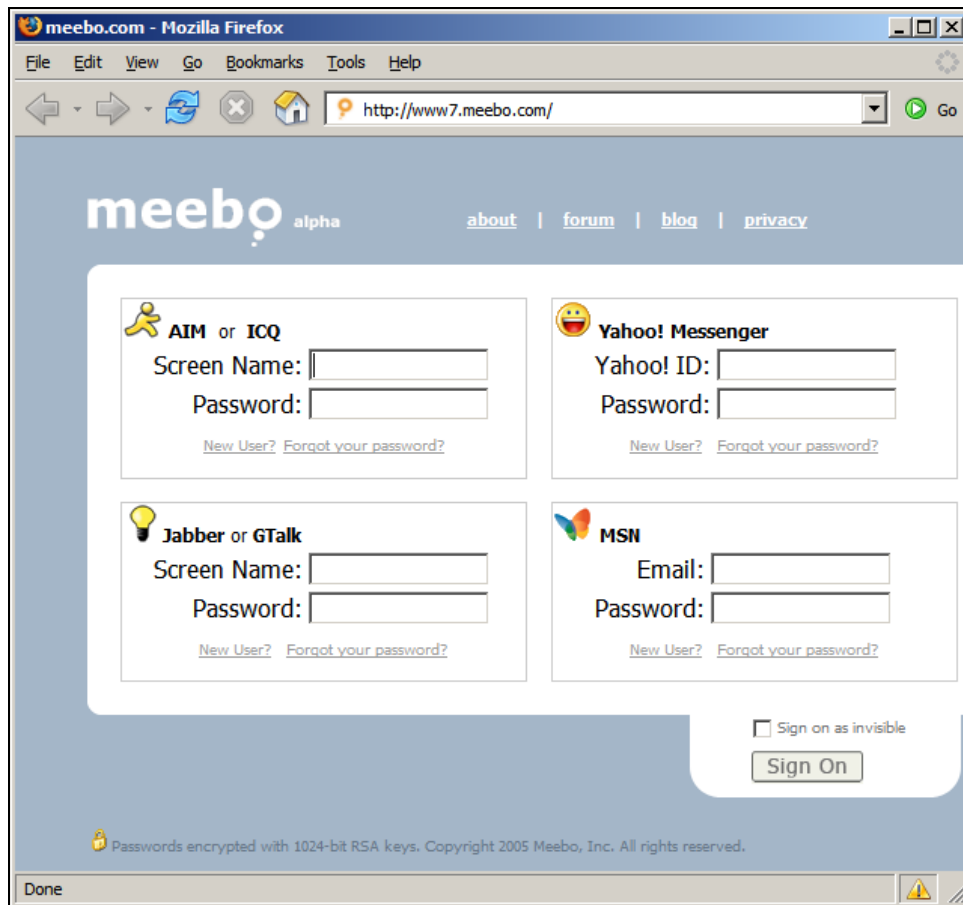 meebo.com - Mozilla Firefox
File Edit View Go Bookmarks Tools Help
http://www7.meebo.com/ Go
meebo alpha about | forum | blog | privacy
AIM or ICQ
Screen Name:
Password:
New User? Forgot your password?
Yahoo! Messenger
Yahoo! ID:
Password:
New User? Forgot your password?
Jabber or GTalk
Screen Name:
Password:
New User? Forgot your password?
MSN
Email:
Password:
New User? Forgot your password?
Sign on as invisible
Sign On
Passwords encrypted with 1024-bit RSA keys. Copyright 2005 Meebo, Inc. All rights reserved.
Done